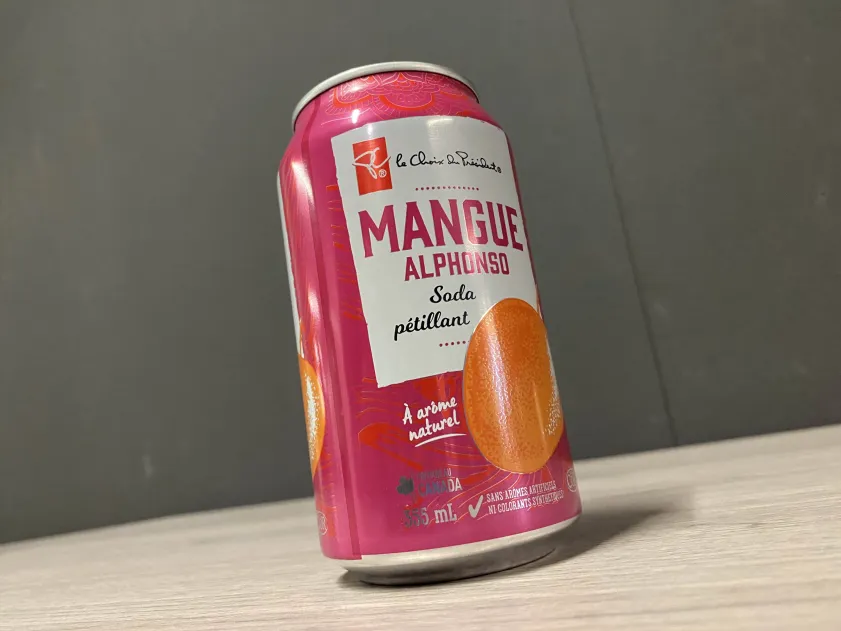 le Choix du Président®
MANGUE
ALPHONSO
Soda
pétillant
À arôme
naturel
CANADA
355 mL
SANS ARÔMES ARTIFICIELS
NI COLORANTS SYNTHÉTIQUES